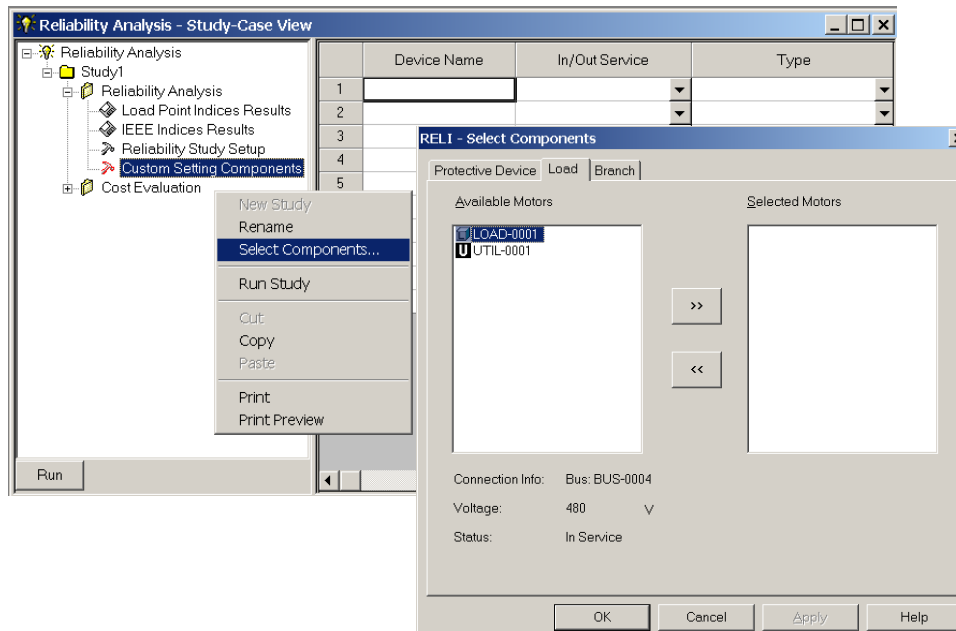 Reliability Analysis - Study-Case View
Reliability Analysis
Study1
Reliability Analysis
Load Point Indices Results
IEEE Indices Results
Reliability Study Setup
Custom Setting Components
Cost Evaluation
Device Name In/Out Service Type
1
2
3
4
5
New Study
Rename
Select Components...
Run Study
Cut
Copy
Paste
Print
Print Preview
Run
RELI - Select Components
Protective Device Load Branch
Available Motors Selected Motors
LOAD-0001
U UTIL-0001
>>
<<
Connection Info: Bus: BUS-0004
Voltage: 480 V
Status: In Service
OK Cancel Apply Help